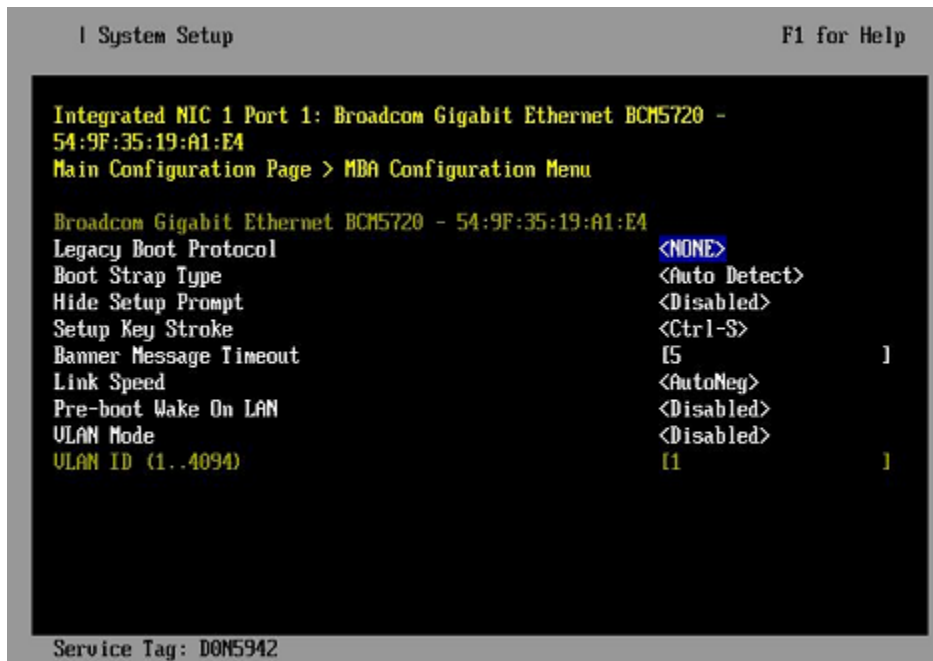 | System Setup F1 for Help
Integrated NIC 1 Port 1: Broadcom Gigabit Ethernet BCM5720 -
54:9F:35:19:A1:E4
Main Configuration Page > MBA Configuration Menu
Broadcom Gigabit Ethernet BCM5720 - 54:9F:35:19:A1:E4
Legacy Boot Protocol <NONE>
Boot Strap Type <Auto Detect>
Hide Setup Prompt <Disabled>
Setup Key Stroke <Ctrl-S>
Banner Message Timeout [5 ]
Link Speed <AutoNeg>
Pre-boot Wake On LAN <Disabled>
VLAN Mode <Disabled>
VLAN ID (1..4094) [1 ]
Service Tag: D0N5942